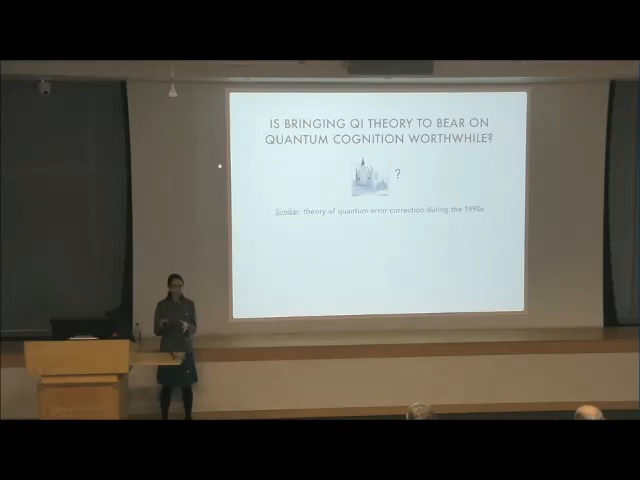 IS BRINGING QI THEORY TO BEAR ON
QUANTUM COGNITION WORTHWHILE?
?
Similar: theory of quantum error correction during the 1990s